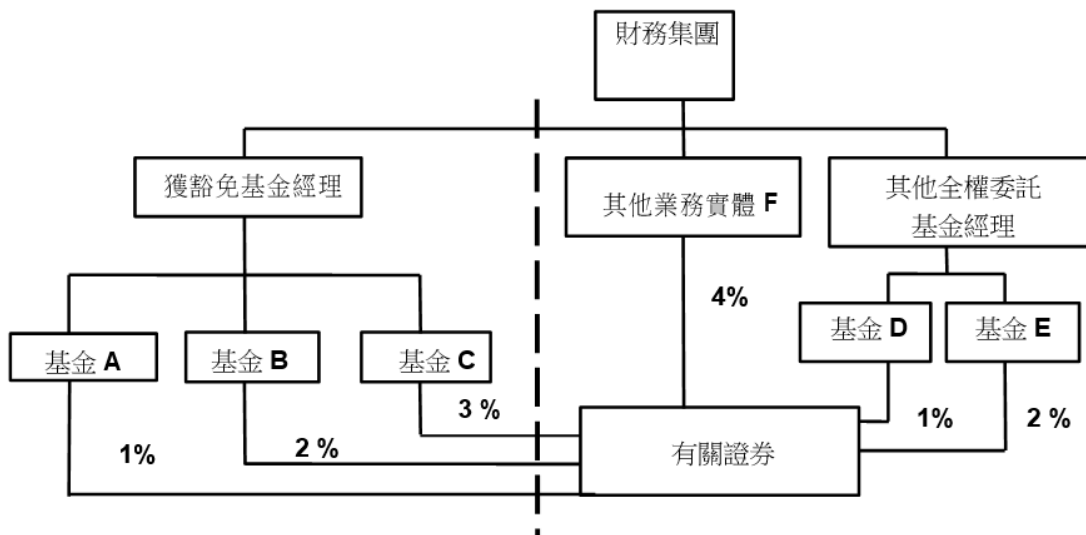 財務集團
獲豁免基金經理
其他業務實體 F
其他全權委託
基金經理
4%
基金 A
基金 B
基金 C
基金 D
基金 E
3 %
1%
2 %
1%
2 %
有關證券